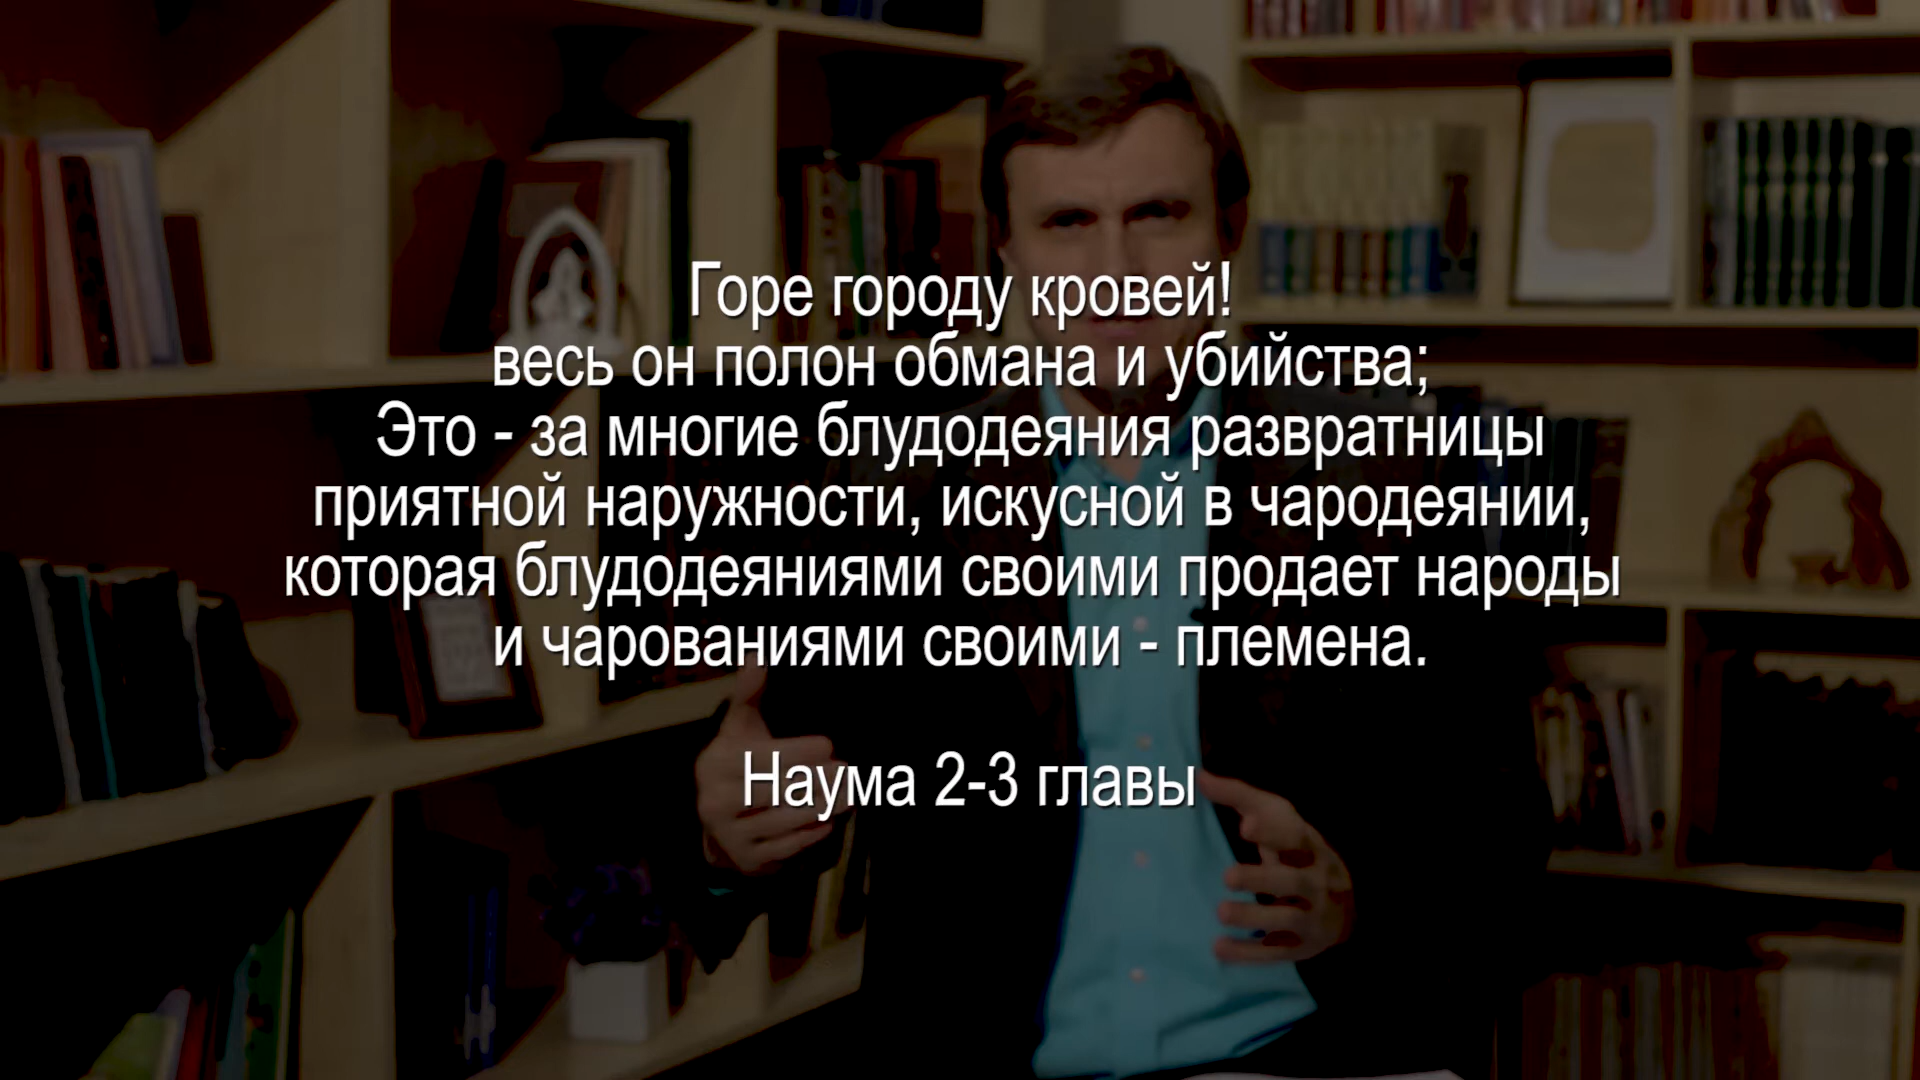 Горе городу кровей!
весь он полон обмана и убийства;
Это - за многие блудодеяния развратницы
приятной наружности, искусной в чародеянии,
которая блудодеяниями своими продает народы
и чарованиями своими - племена.
Наума 2-3 главы